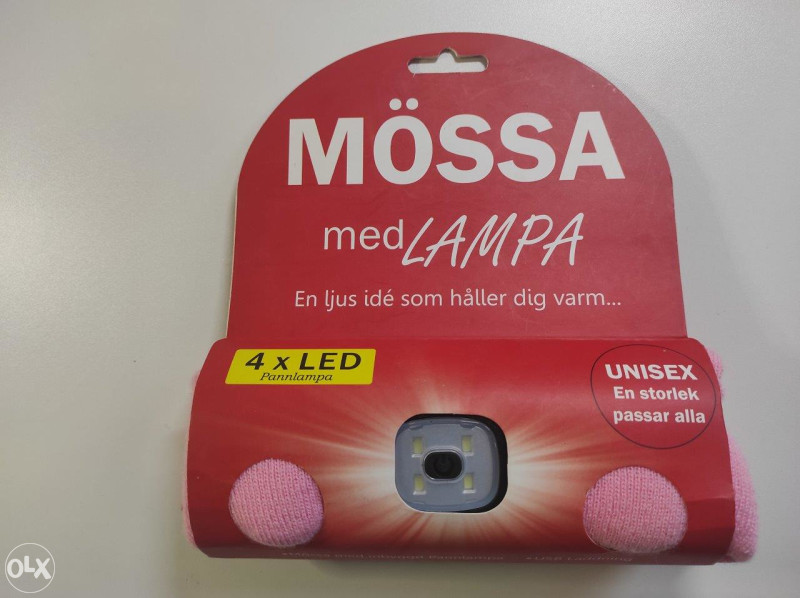 MÖSSA
med LAMPA
En ljus idé som håller dig varm...
4 x LED
Pannlampa
UNISEX
En storlek
passar alla
OLX